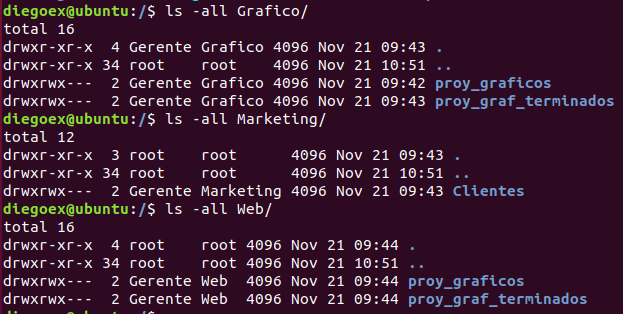 diegoex@ubuntu:/$ ls -all Grafico/
total 16
drwxr-xr-x  4 Gerente Grafico 4096 Nov 21 09:43 .
drwxr-xr-x 34 root    root    4096 Nov 21 10:51 ..
drwxrwx---  2 Gerente Grafico 4096 Nov 21 09:42 proy_graficos
drwxrwx---  2 Gerente Grafico 4096 Nov 21 09:43 proy_graf_terminados
diegoex@ubuntu:/$ ls -all Marketing/
total 12
drwxr-xr-x  3 root    root      4096 Nov 21 09:43 .
drwxr-xr-x 34 root    root      4096 Nov 21 10:51 ..
drwxrwx---  2 Gerente Marketing 4096 Nov 21 09:43 Clientes
diegoex@ubuntu:/$ ls -all Web/
total 16
drwxr-xr-x  4 root    root 4096 Nov 21 09:44 .
drwxr-xr-x 34 root    root 4096 Nov 21 10:51 ..
drwxrwx---  2 Gerente Web  4096 Nov 21 09:44 proy_graficos
drwxrwx---  2 Gerente Web  4096 Nov 21 09:44 proy_graf_terminados